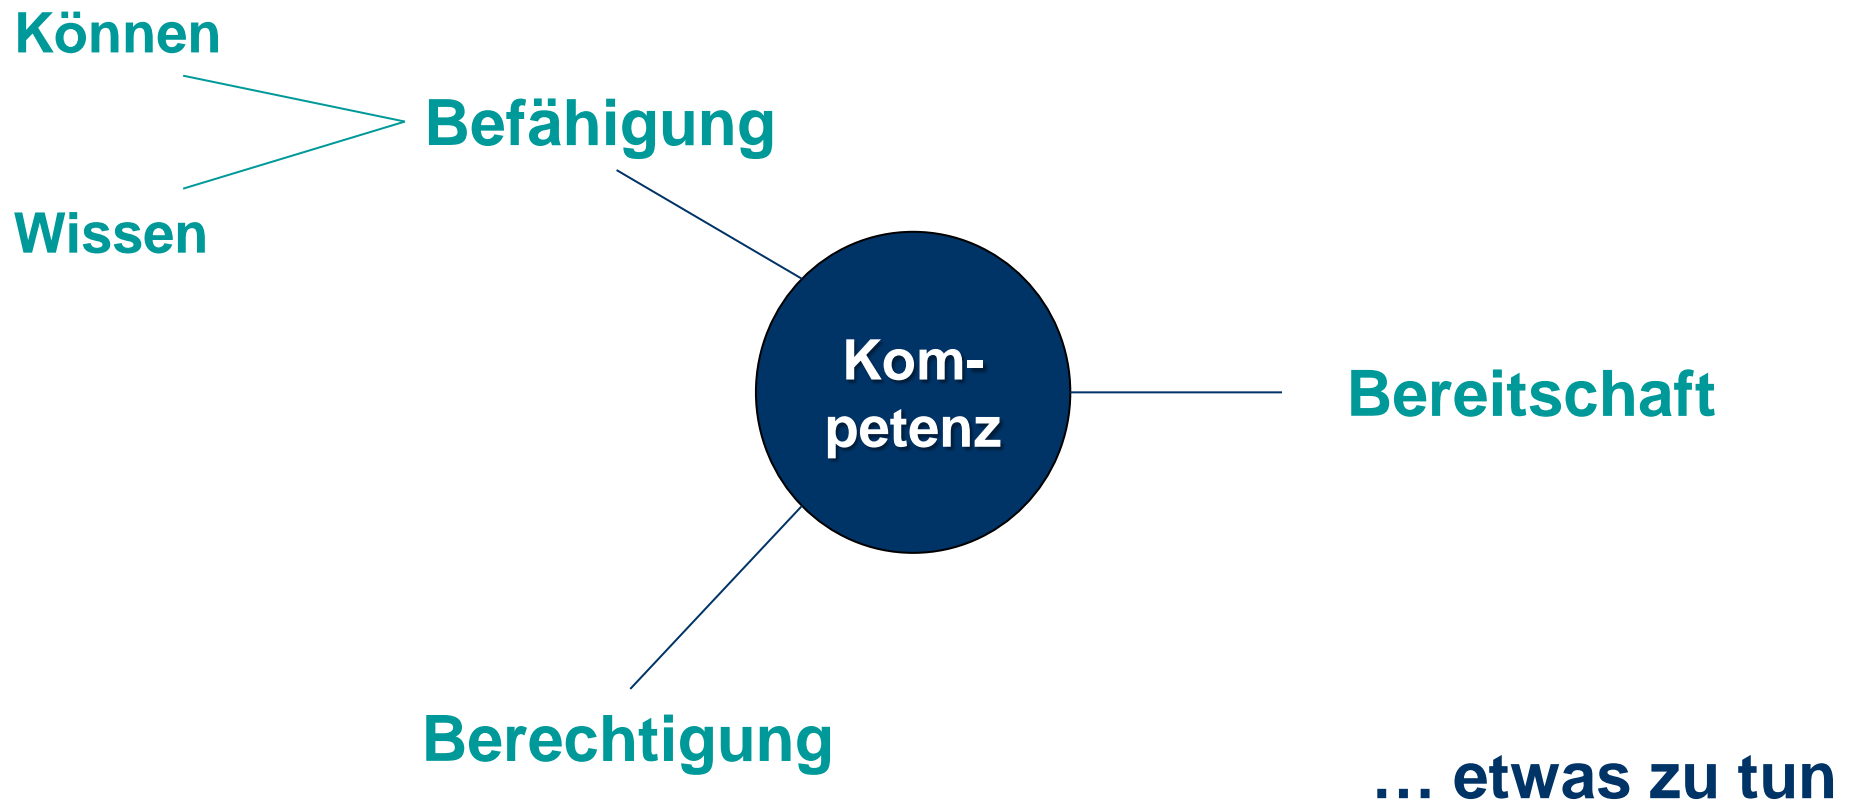 Können
Befähigung
Wissen
Kom-
petenz
Bereitschaft
Berechtigung
… etwas zu tun